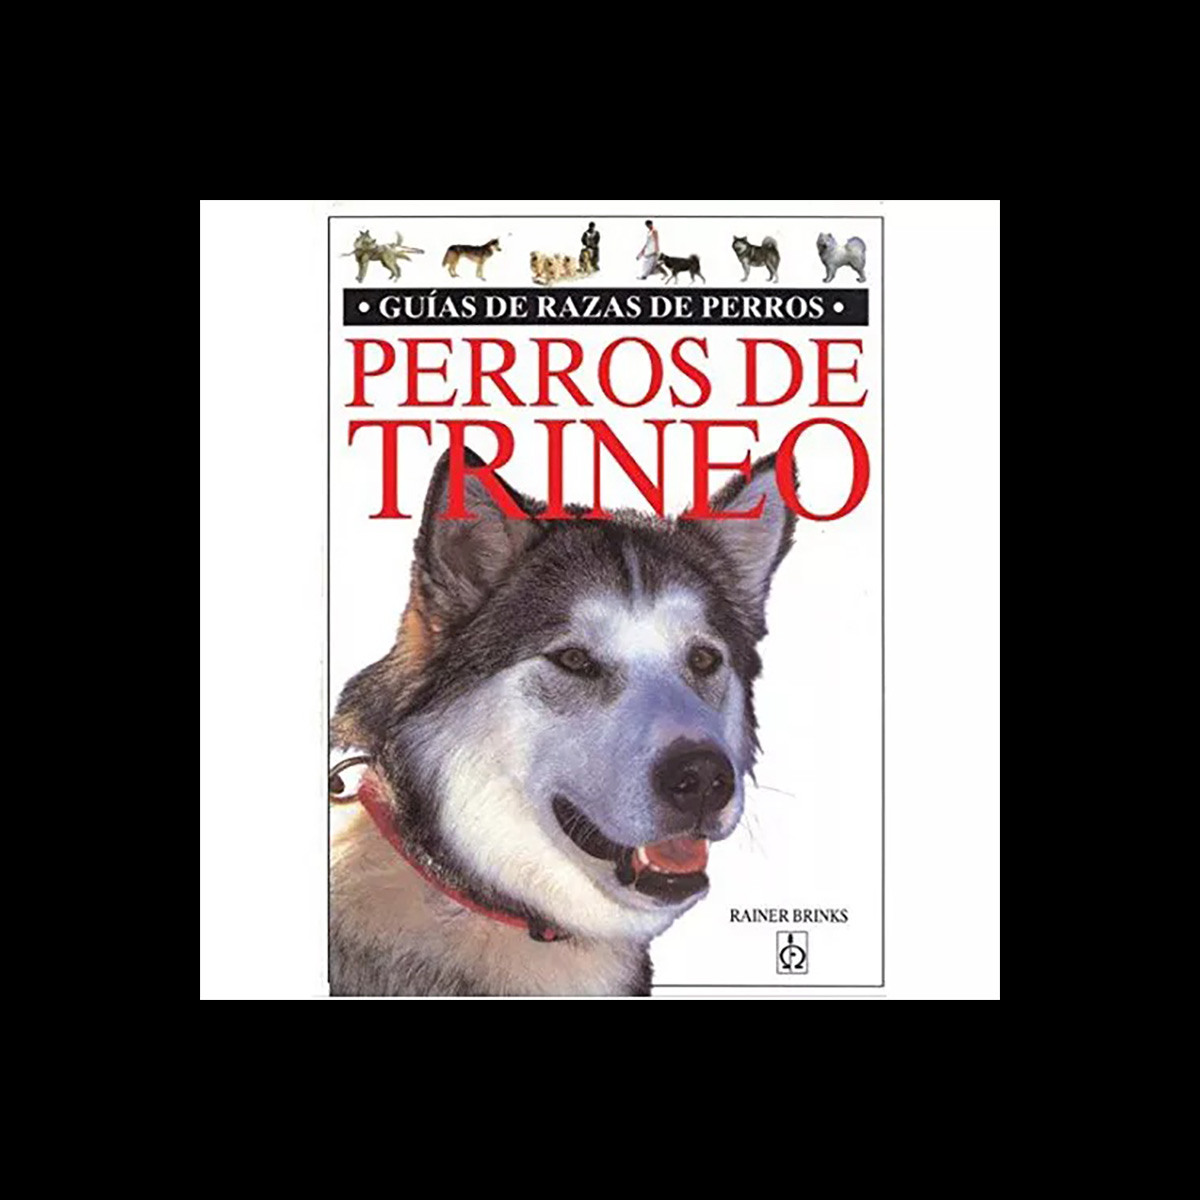 • GUÍAS DE RAZAS DE PERROS •
PERROS DE
TRINEO
RAINER BRINKS